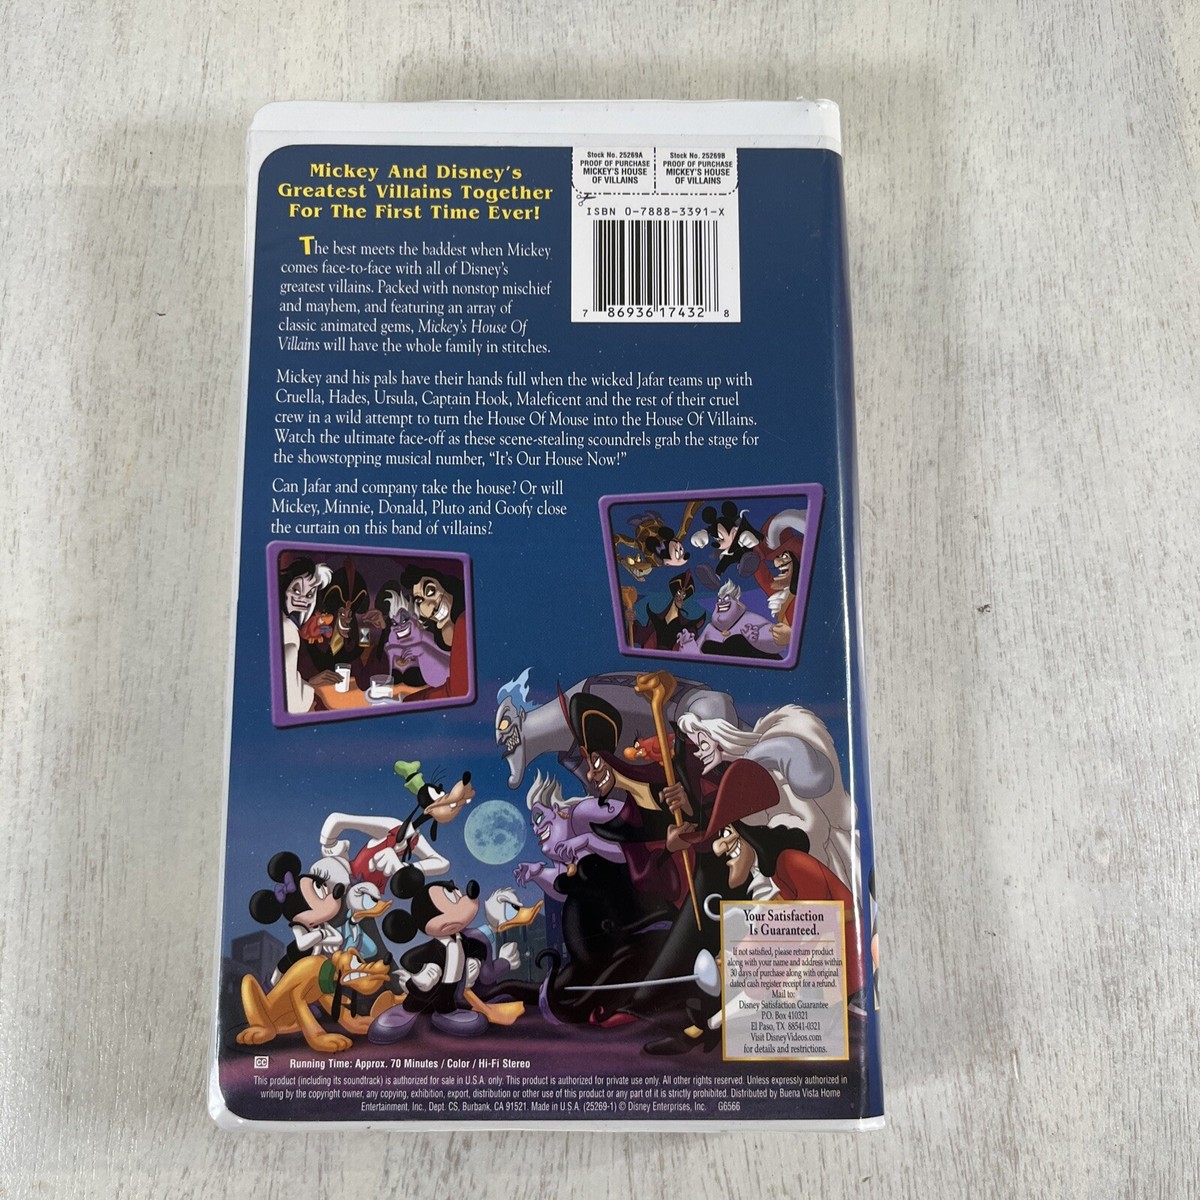 Mickey And Disney's
Greatest Villains Together
For The First Time Ever!
The best meets the baddest when Mickey
comes face-to-face with all of Disney's
greatest villains. Packed with nonstop mischief
and mayhem, and featuring an array of
classic animated gems, Mickey's House Of
Villains will have the whole family in stitches.
Stock No. 25269A
PROOF OF PURCHASE
MICKEY'S HOUSE
OF VILLAINS
Stock No. 25269B
PROOF OF PURCHASE
MICKEY'S HOUSE
OF VILLAINS
ISBN 0-7888-3391-X
7 86936 17432 8
Mickey and his pals have their hands full when the wicked Jafar teams up with
Cruella, Hades, Ursula, Captain Hook, Maleficent and the rest of their cruel
crew in a wild attempt to turn the House Of Mouse into the House Of Villains.
Watch the ultimate face-off as these scene-stealing scoundrels grab the stage for
the showstopping musical number, “It's Our House Now!”
Can Jafar and company take the house? Or will
Mickey, Minnie, Donald, Pluto and Goofy close
the curtain on this band of villains?
Your Satisfaction
Is Guaranteed.
If not satisfied, please return product
along with your name and address within
30 days of purchase along with original
dated cash register receipt for a refund.
Mail to:
Disney Satisfaction Guarantee
P.O. Box 410321
El Paso, TX 88541-0321
Visit DisneyVideos.com
for details and restrictions.
CC Running Time: Approx. 70 Minutes / Color / Hi-Fi Stereo
This product (including its soundtrack) is authorized for sale in U.S.A. only. This product is authorized for private use only. All other rights reserved. Unless expressly authorized in
writing by the copyright owner, any copying, exhibition, export, distribution or other use of this product or any part of it is strictly prohibited. Distributed by Buena Vista Home
Entertainment, Inc., Dept. CS, Burbank, CA 91521. Made in U.S.A. (25269-1) © Disney Enterprises, Inc. G6566